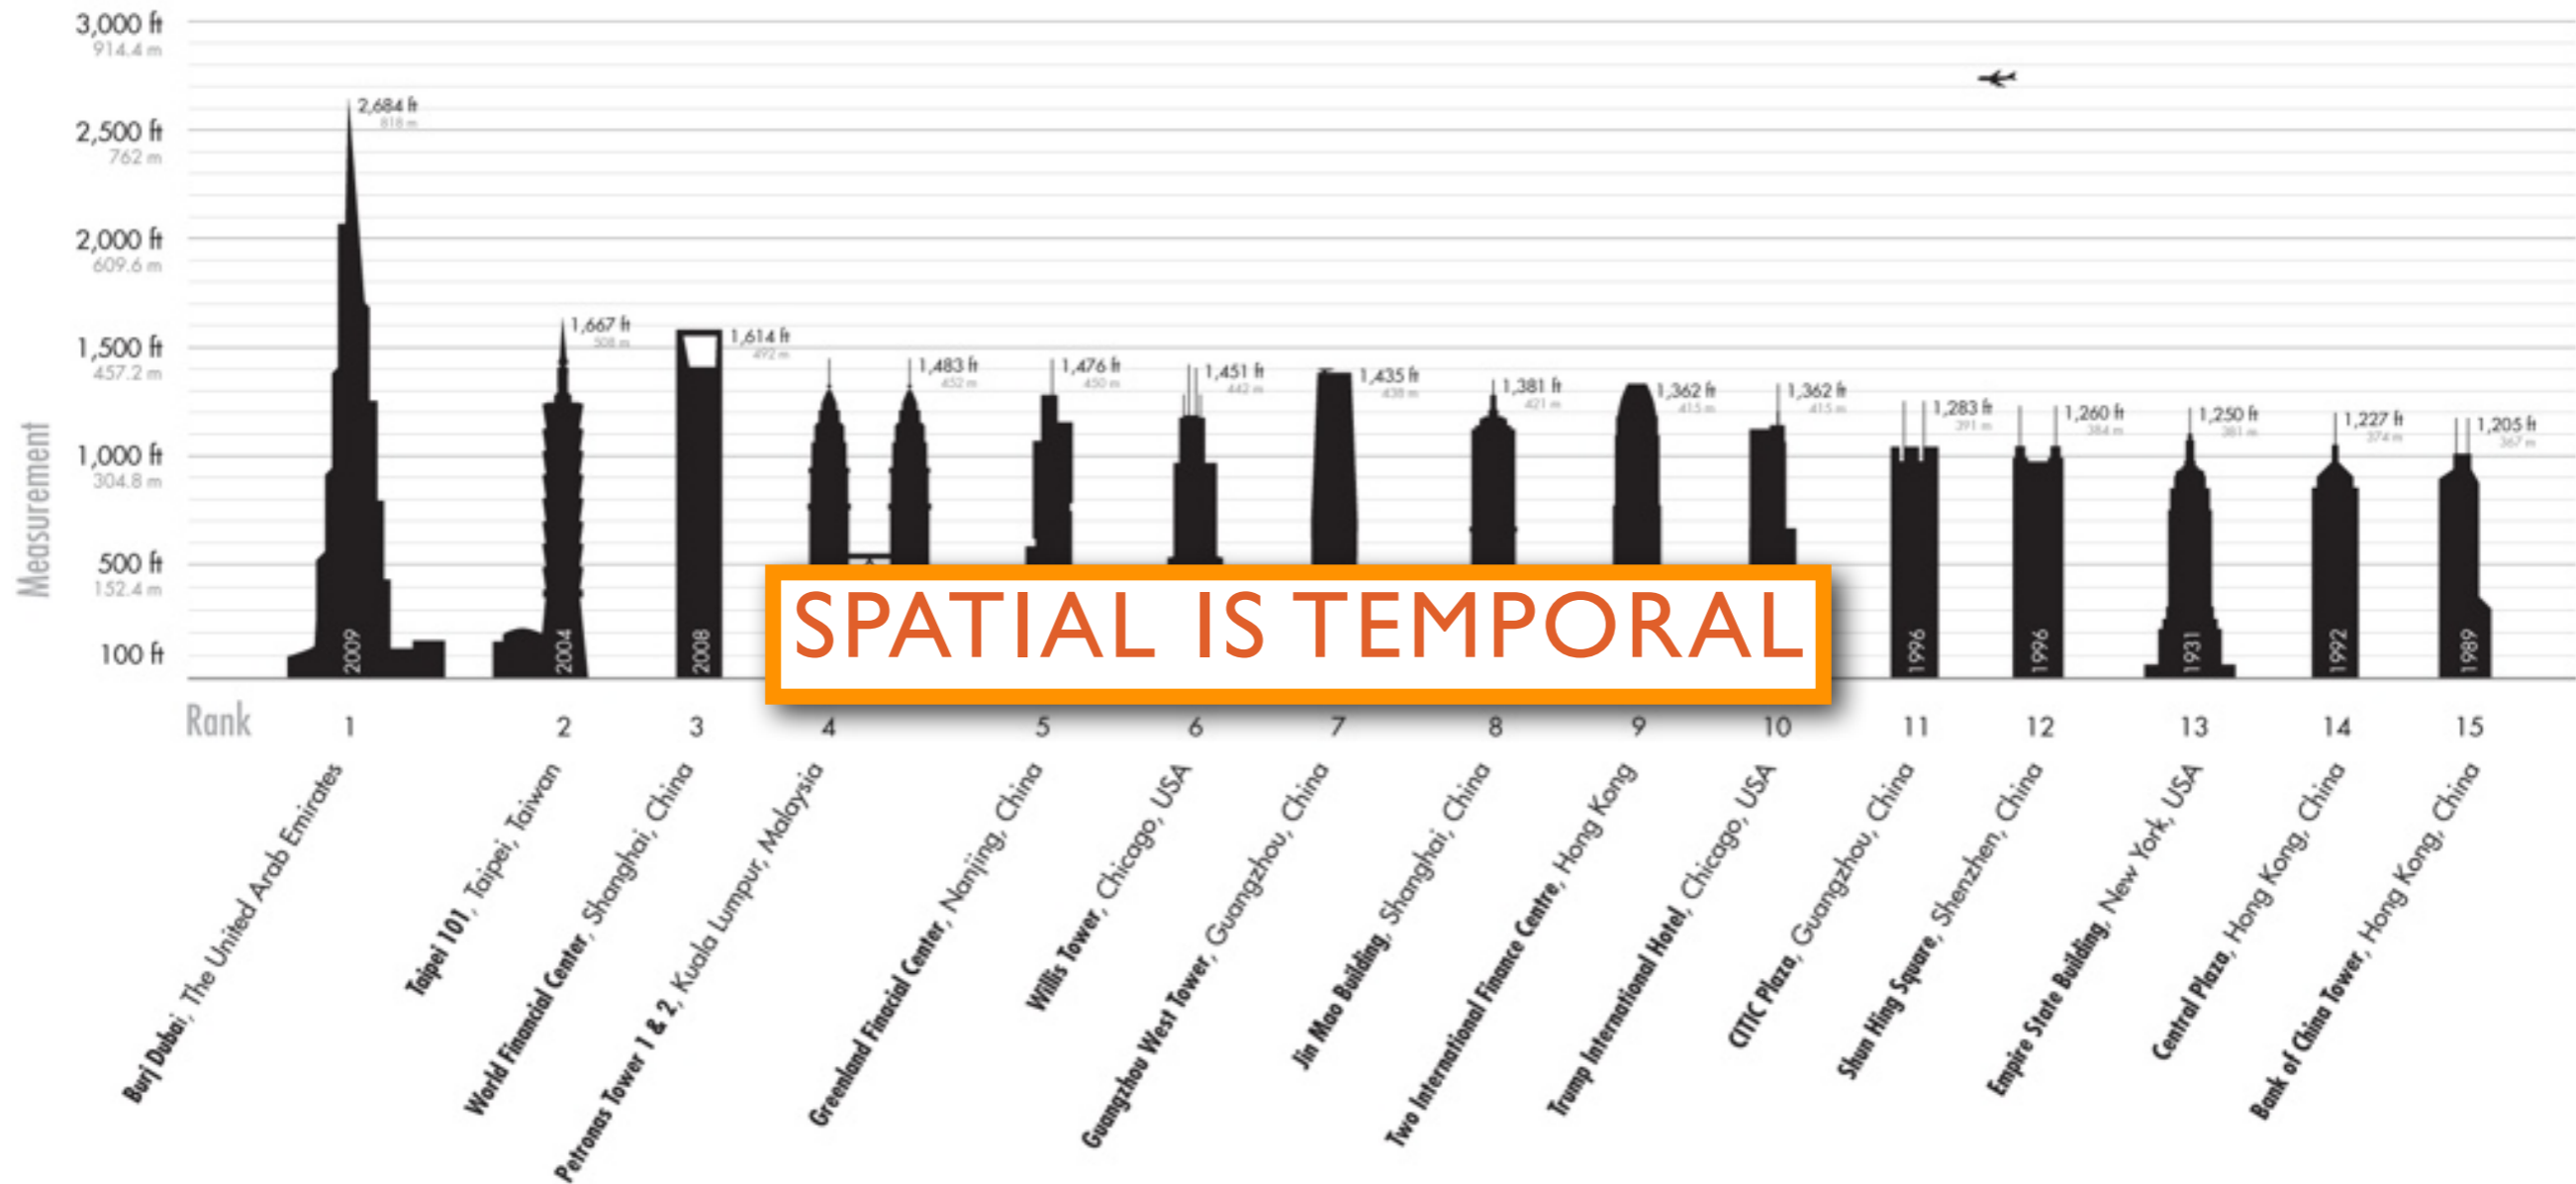 3,000 ft
914.4 m
2,684 ft
818 m
2,500 ft
762 m
2,000 ft
609.6 m
1,667 ft
508 m
1,614 ft
492 m
1,500 ft
457.2 m
1,483 ft
452 m
1,476 ft
450 m
1,451 ft
442 m
1,435 ft
438 m
1,381 ft
421 m
1,362 ft
415 m
1,362 ft
415 m
1,283 ft
391 m
1,260 ft
384 m
1,250 ft
381 m
1,227 ft
374 m
1,205 ft
367 m
Measurement
1,000 ft
304.8 m
500 ft
152.4 m
100 ft
2009
2004
2008
SPATIAL IS TEMPORAL
1996
1996
1931
1992
1989
Rank 1 2 3 4 5 6 7 8 9 10 11 12 13 14 15
Burj Dubai, The United Arab Emirates
Taipei 101, Taipei, Taiwan
World Financial Center, Shanghai, China
Petronas Tower 1 & 2, Kuala Lumpur, Malaysia
Greenland Financial Center, Nanjing, China
Willis Tower, Chicago, USA
Guangzhou West Tower, Guangzhou, China
Jin Mao Building, Shanghai, China
Two International Finance Centre, Hong Kong
Trump International Hotel, Chicago, USA
CITIC Plaza, Guangzhou, China
Shun Hing Square, Shenzhen, China
Empire State Building, New York, USA
Central Plaza, Hong Kong, China
Bank of China Tower, Hong Kong, China